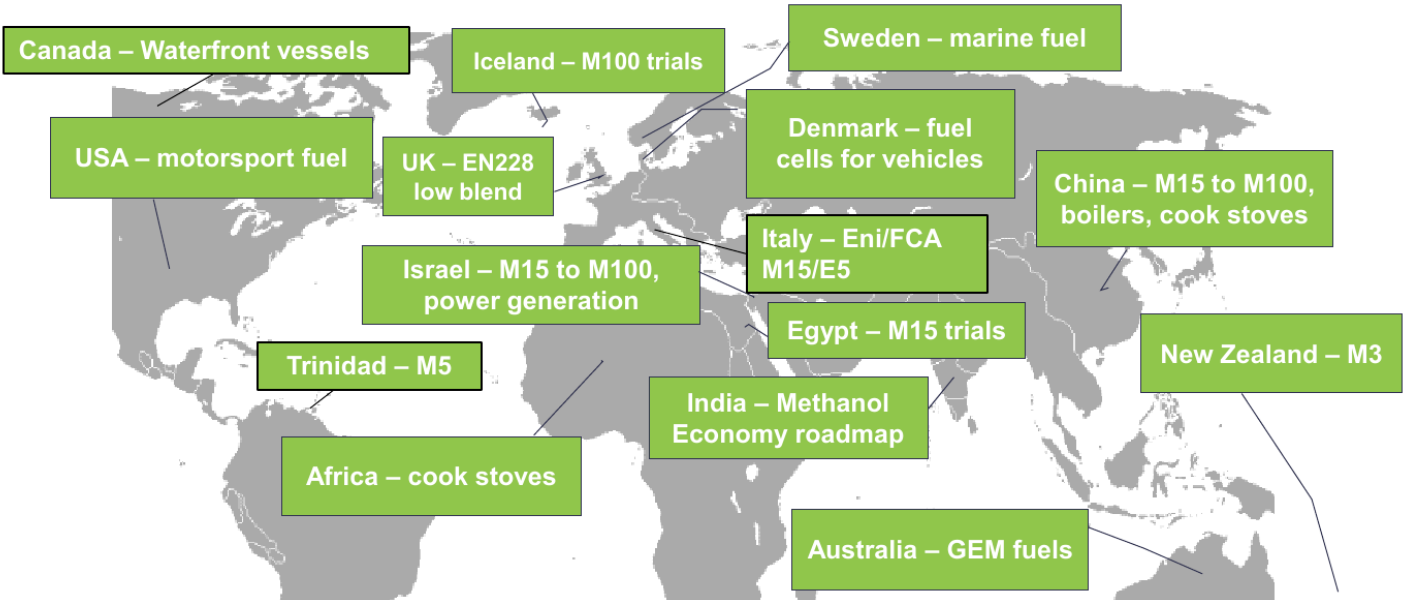 Canada – Waterfront vessels
Iceland – M100 trials
Sweden – marine fuel
USA – motorsport fuel
UK – EN228
low blend
Denmark – fuel
cells for vehicles
China – M15 to M100,
boilers, cook stoves
Italy – Eni/FCA
M15/E5
Israel – M15 to M100,
power generation
Egypt – M15 trials
New Zealand – M3
Trinidad – M5
India – Methanol
Economy roadmap
Africa – cook stoves
Australia – GEM fuels